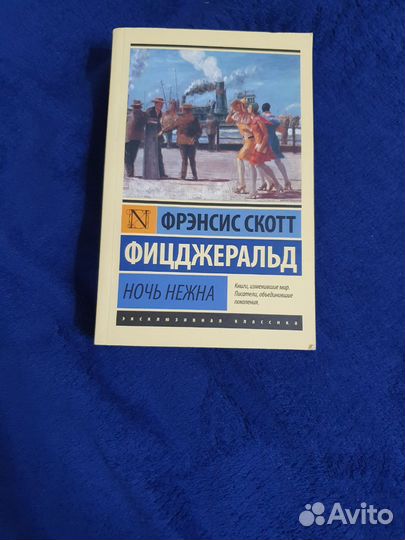 N ФРЭНСИС СКОТТ
ФИЦДЖЕРАЛЬД
НОЧЬ НЕЖНА
Книги, изменившие мир.
Писатели, объединившие
поколения.
ЭКСКЛЮЗИВНАЯ КЛАССИКА
Avito